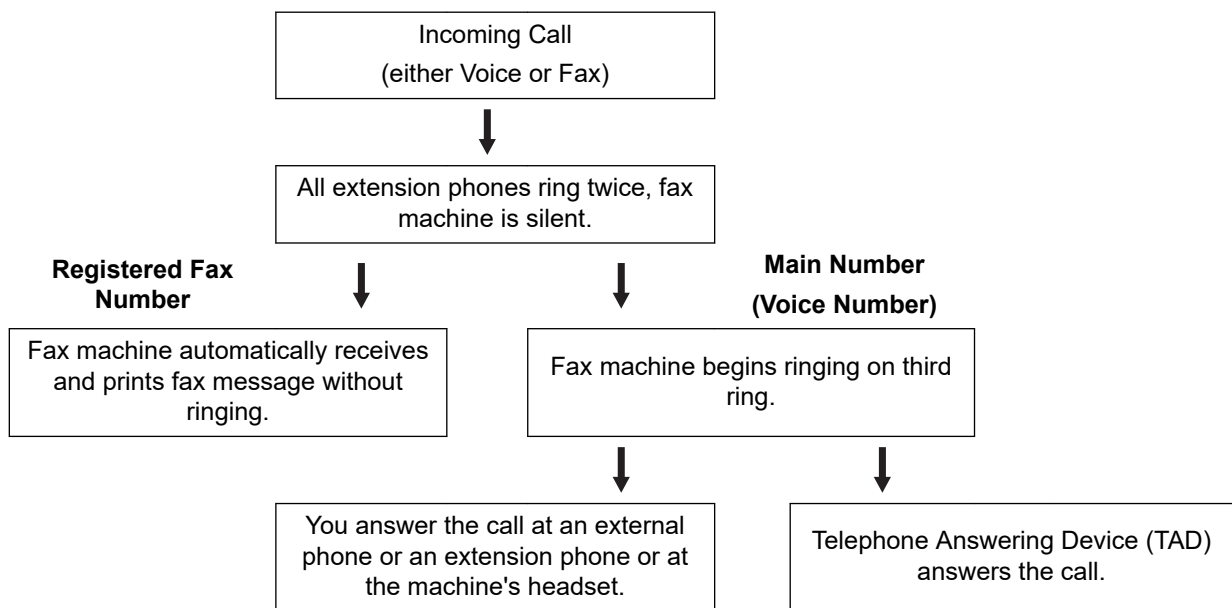 Incoming Call
(either Voice or Fax)
All extension phones ring twice, fax
machine is silent.
Registered Fax
Number
Main Number
(Voice Number)
Fax machine automatically receives
and prints fax message without
ringing.
Fax machine begins ringing on third
ring.
You answer the call at an external
phone or an extension phone or at
the machine's headset.
Telephone Answering Device (TAD)
answers the call.